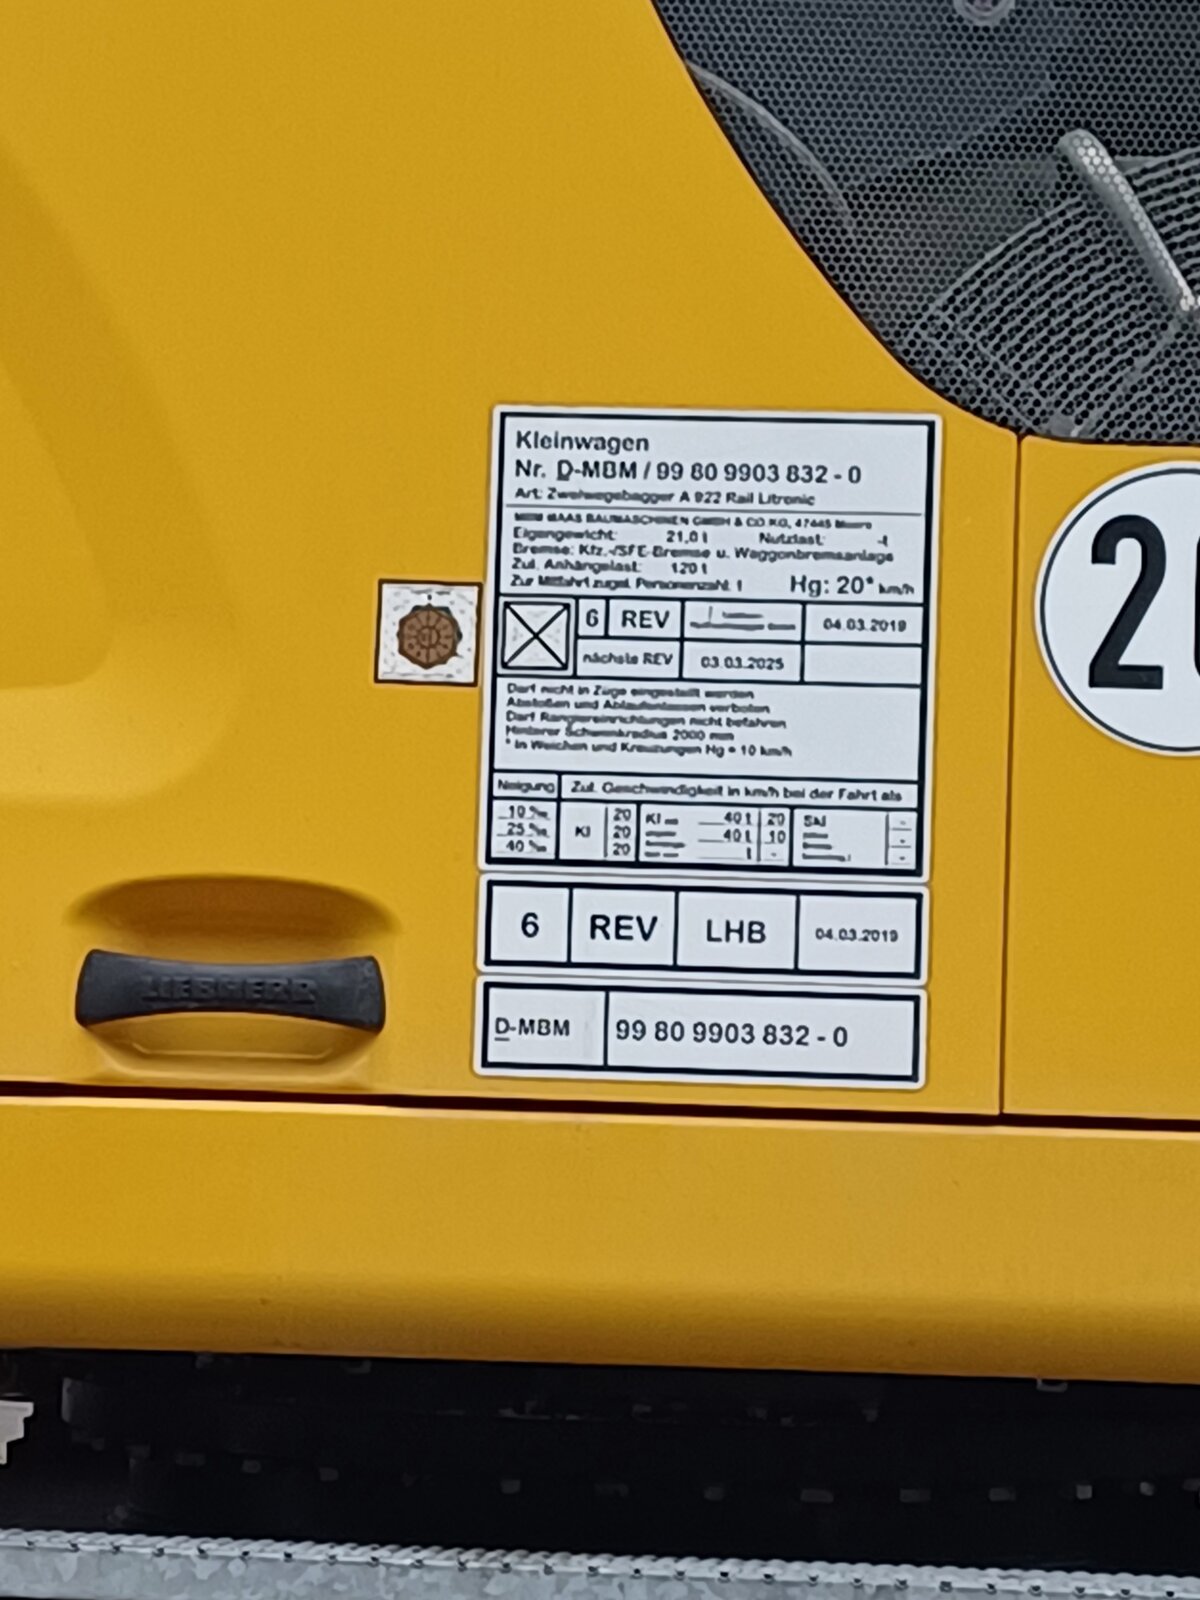 Kleinwagen
Nr. D-MBM / 99 80 9903 832 - 0
Art: Zweiwegebagger A 922 Rail Litronic
MBM MAAS BAUMASCHINEN GmbH & CO.KG, 47445 Moers
Eigengewicht: 21,0 t Nutzlast: -t
Bremse: Kfz.-/SFE-Bremse u. Waggonbremsanlage
Zul. Anhängelast: 120 t
Zur Mitfahrt zugel. Personenzahl: 1 Hg: 20* km/h
6 REV 04.03.2019
nächste REV 03.03.2025
Darf nicht in Züge eingestellt werden
Abstoßen und Ablaufenlassen verboten
Darf Rangiereinrichtungen nicht befahren
Hinterer Schwenkradius 2000 mm
* In Weichen und Kreuzungen Hg = 10 km/h
Neigung Zul. Geschwindigkeit in km/h bei der Fahrt als
10 ‰ 20 Kl 40 t 20 -
25 ‰ Kl 20 40 t 10 -
40 ‰ 20 t - -
6 REV LHB 04.03.2019
D-MBM 99 80 9903 832 - 0
LIEBHERR
2